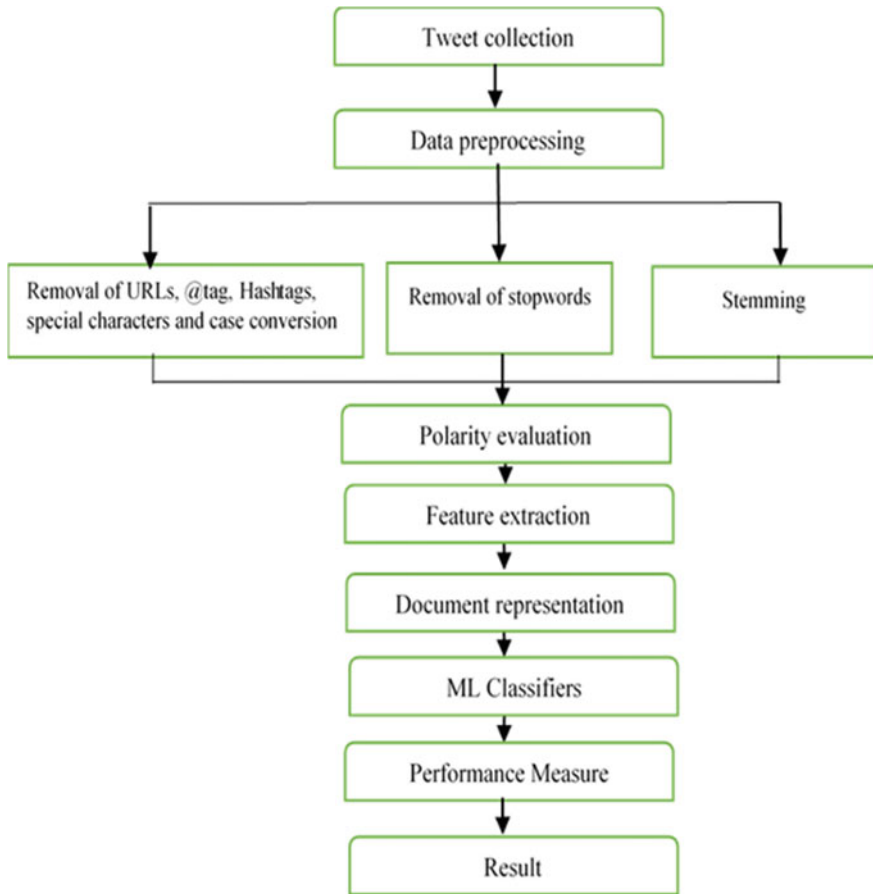 Tweet collection
Data preprocessing
Removal of URLs, @tag, Hashtags,
special characters and case conversion
Removal of stopwords
Stemming
Polarity evaluation
Feature extraction
Document representation
ML Classifiers
Performance Measure
Result